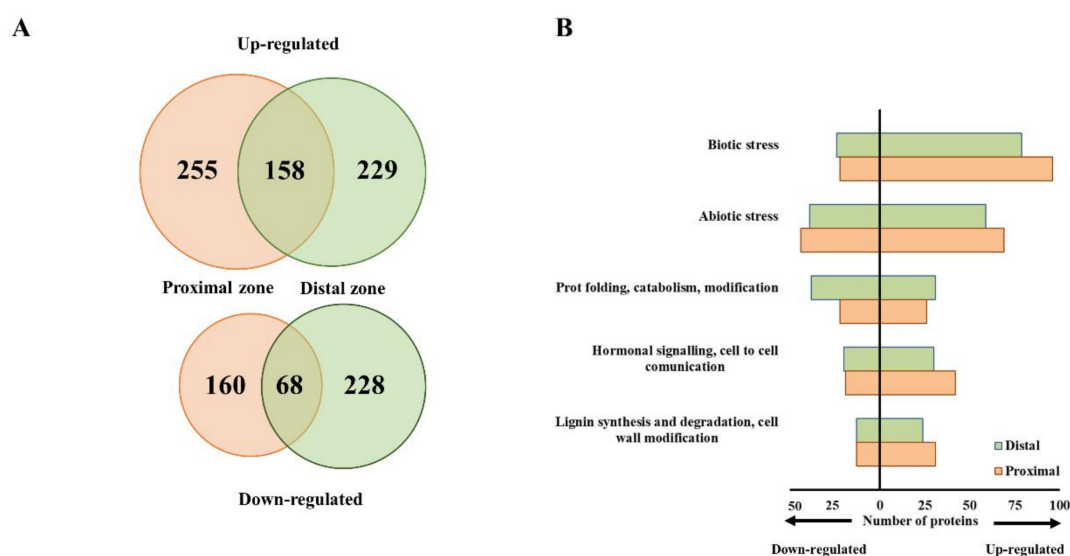 A
Up-regulated
255 158 229
Proximal zone Distal zone
160 68 228
Down-regulated
B
Biotic stress
Abiotic stress
Prot folding, catabolism, modification
Hormonal signalling, cell to cell
comunication
Lignin synthesis and degradation, cell
wall modification
Distal
Proximal
50 25 0 25 50 75 100
Number of proteins
Down-regulated Up-regulated